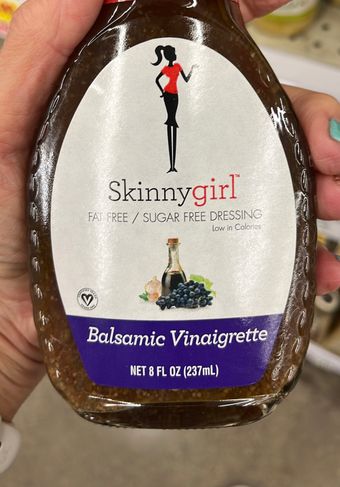 Skinnygirl™
FAT FREE / SUGAR FREE DRESSING
Low in Calories
Balsamic Vinaigrette
NET 8 FL OZ (237mL)